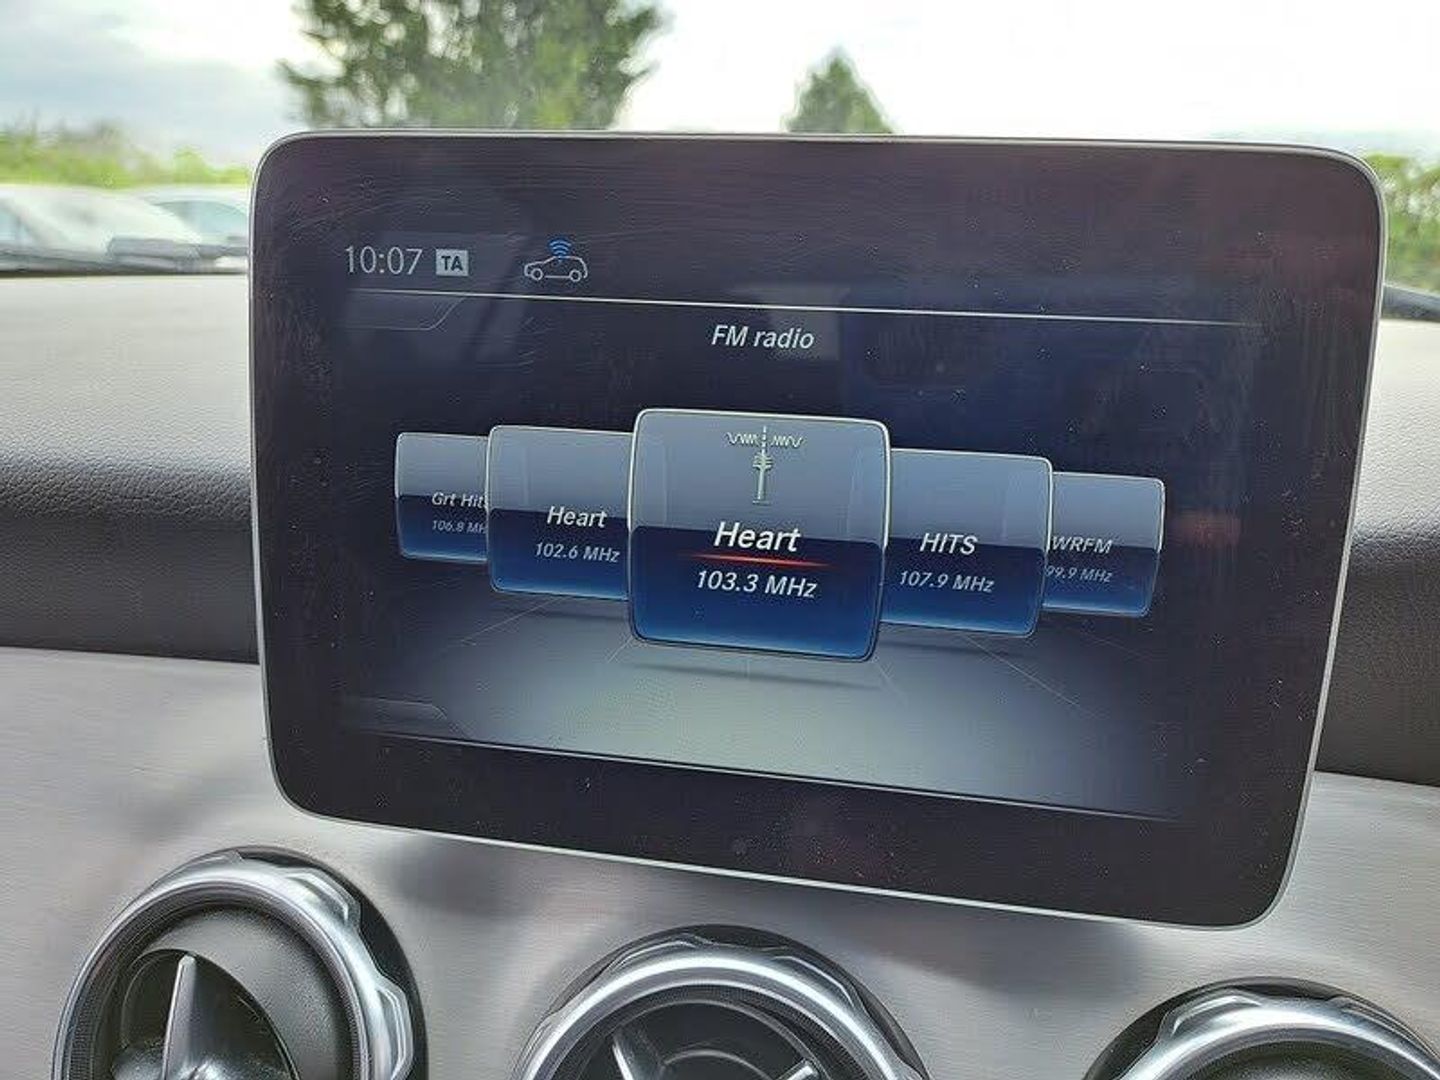 10:07 TA
FM radio
Grt Hit
106.8 MH
Heart
102.6 MHz
Heart
103.3 MHz
HITS
107.9 MHz
WRFM
99.9 MHz